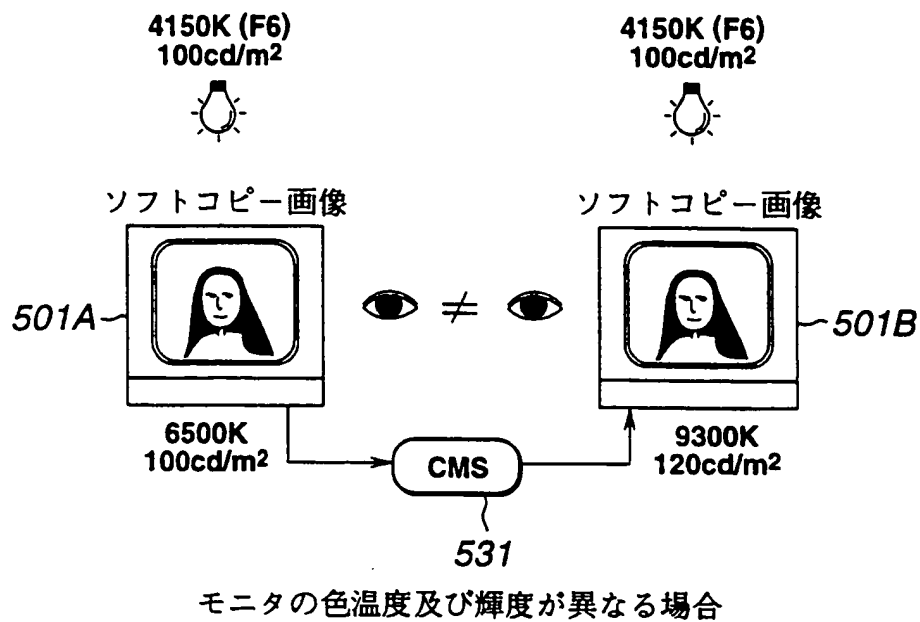 4150K (F6)
100cd/m²
4150K (F6)
100cd/m²
ソフトコピー画像
ソフトコピー画像
501A
≠
501B
6500K
100cd/m²
9300K
120cd/m²
CMS
531
モニタの色温度及び輝度が異なる場合